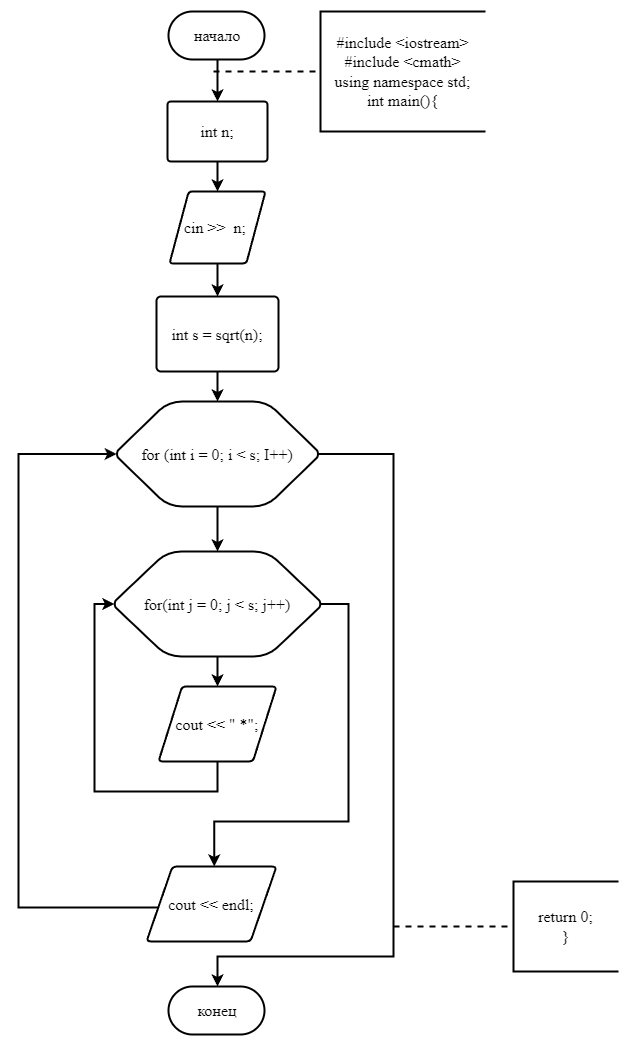 начало
#include <iostream>
#include <cmath>
using namespace std;
int main(){
int n;
cin >>  n;
int s = sqrt(n);
for (int i = 0; i < s; I++)
for(int j = 0; j < s; j++)
cout << " *";
cout << endl;
return 0;
}
конец